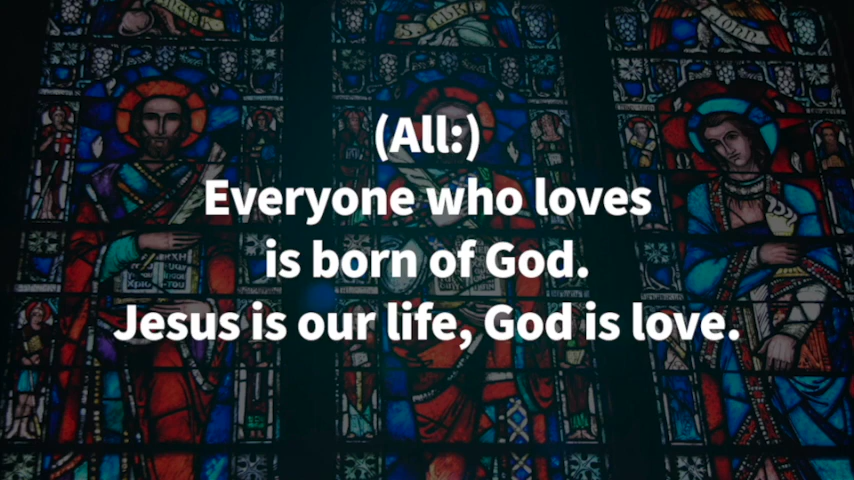 (All:)
Everyone who loves
is born of God.
Jesus is our life, God is love.